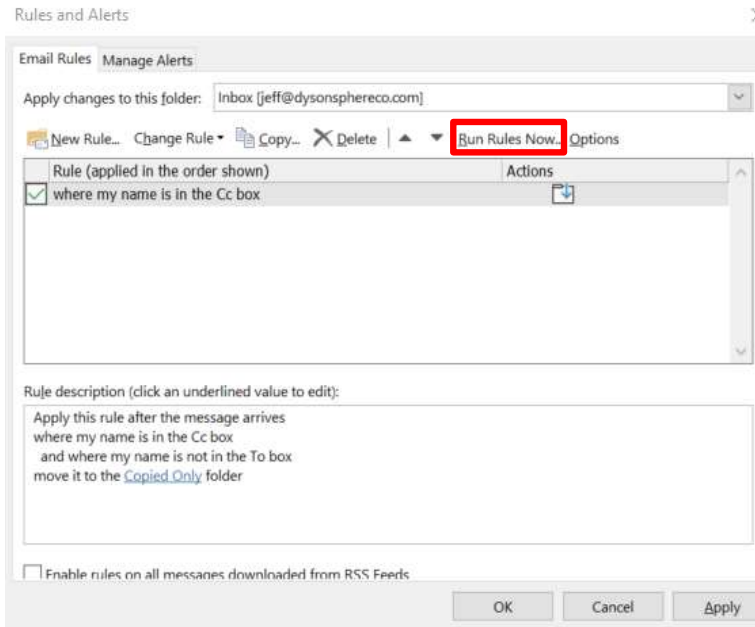 Rules and Alerts
Email Rules Manage Alerts
Apply changes to this folder: Inbox [jeff@dysonsphereco.com]
New Rule... Change Rule Copy... Delete Run Rules Now... Options
Rule (applied in the order shown) Actions
where my name is in the Cc box
Rule description (click an underlined value to edit):
Apply this rule after the message arrives
where my name is in the Cc box
and where my name is not in the To box
move it to the Copied Only folder
Enable rules on all messages downloaded from RSS Feeds
OK Cancel Apply